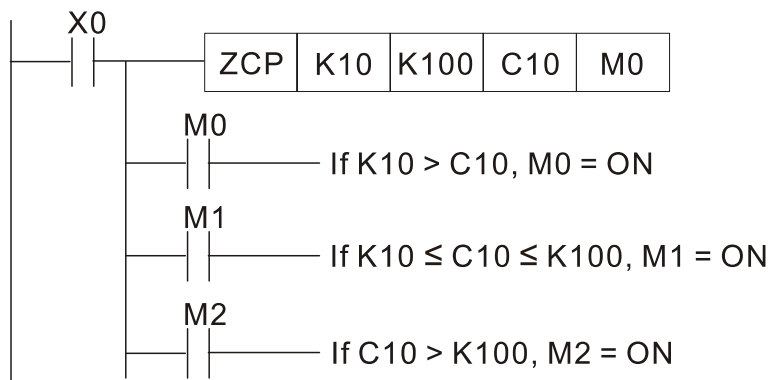 X0
ZCP K10 K100 C10 M0
M0
If K10 > C10, M0 = ON
M1
If K10 ≤ C10 ≤ K100, M1 = ON
M2
If C10 > K100, M2 = ON